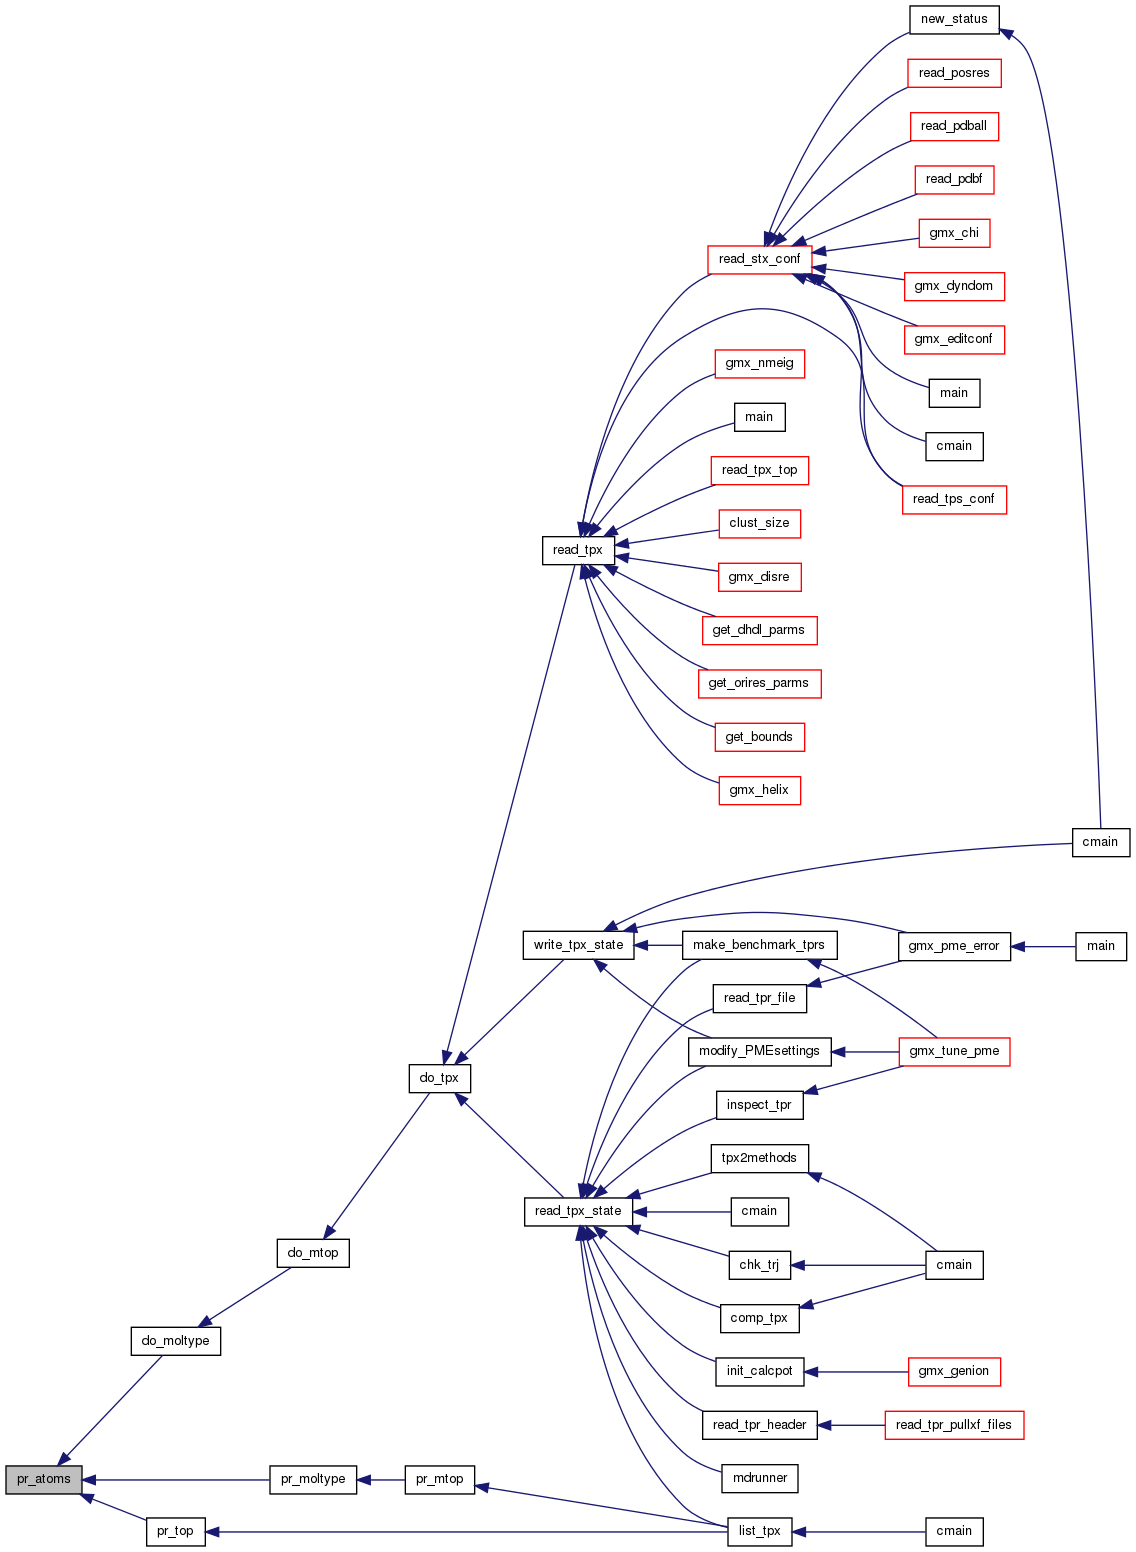 new_status
read_posres
read_pdball
read_pdbf
gmx_chi
read_stx_conf
gmx_dyndom
gmx_editconf
gmx_nmeig
main
main
cmain
read_tpx_top
read_tps_conf
clust_size
read_tpx
gmx_disre
get_dhdl_parms
get_orires_parms
get_bounds
gmx_helix
cmain
write_tpx_state
make_benchmark_tprs
gmx_pme_error
main
read_tpr_file
modify_PMEsettings
gmx_tune_pme
do_tpx
inspect_tpr
tpx2methods
read_tpx_state
cmain
do_mtop
chk_trj
cmain
comp_tpx
do_moltype
init_calcpot
gmx_genion
read_tpr_header
read_tpr_pullxf_files
pr_atoms
pr_moltype
pr_mtop
mdrunner
pr_top
list_tpx
cmain